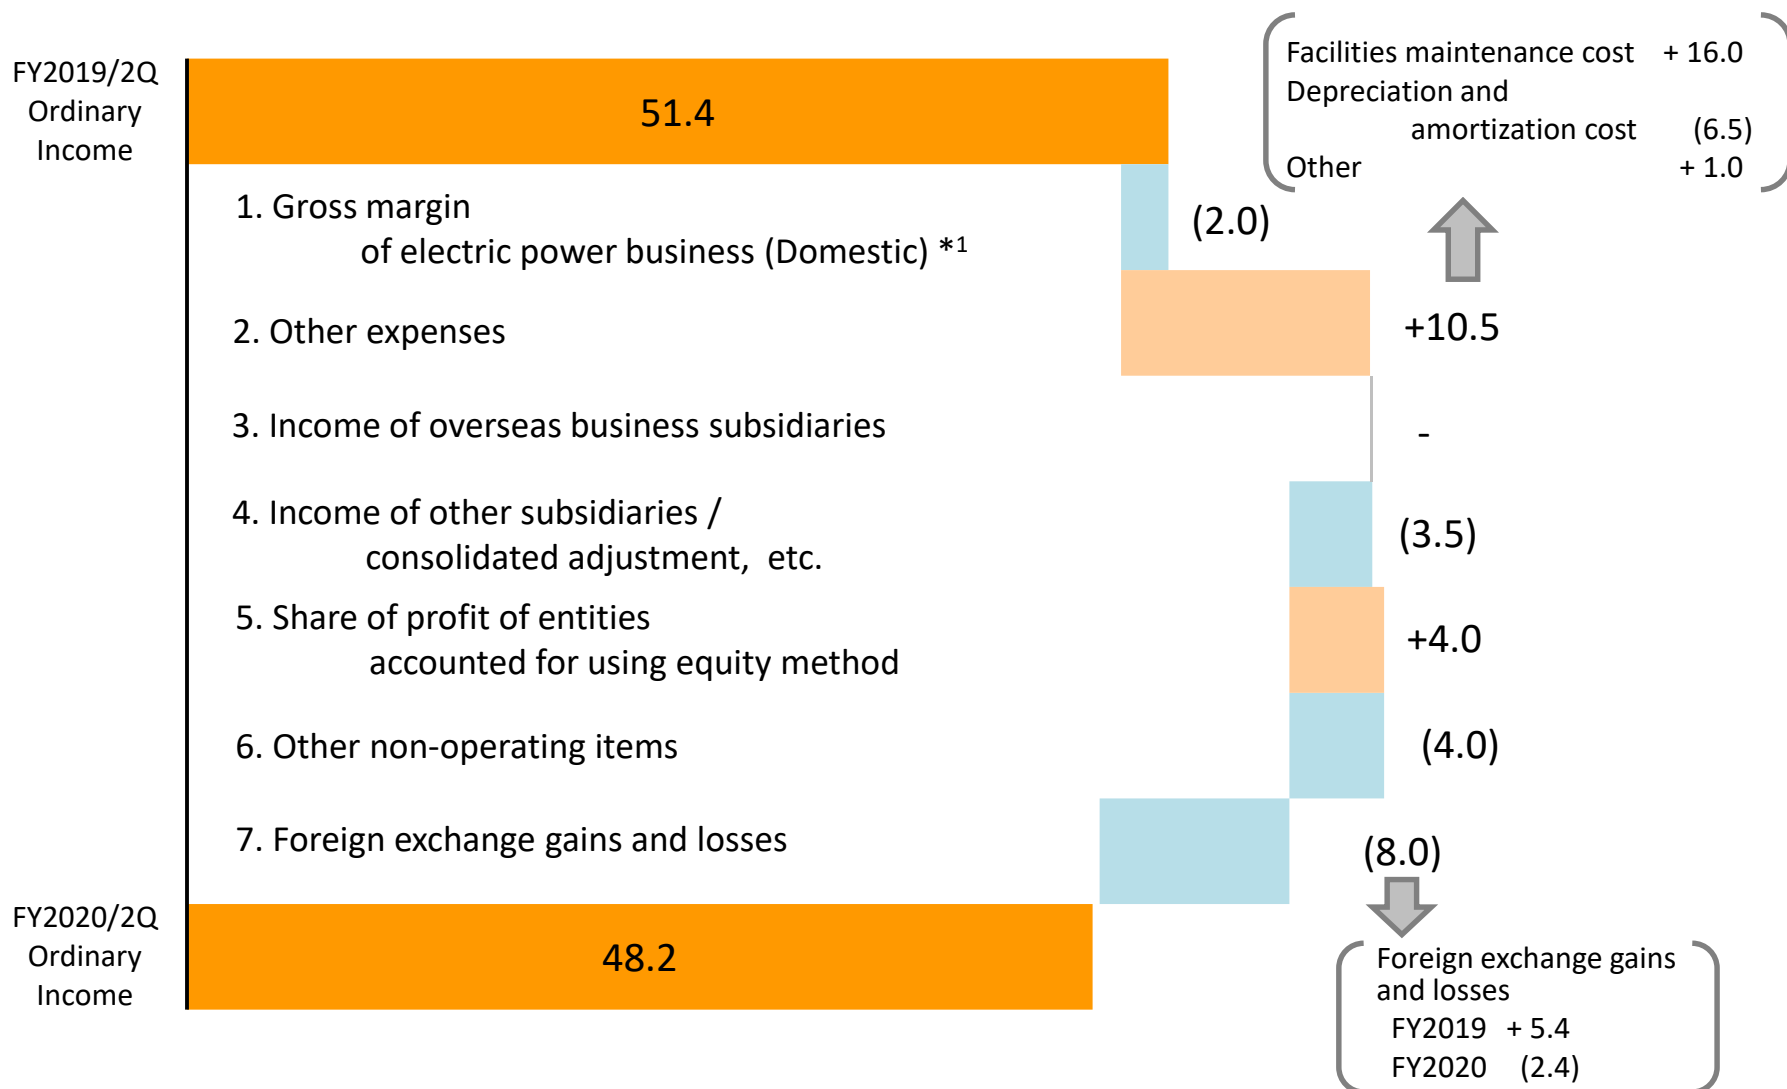 FY2019/2Q
Ordinary
Income
51.4
Facilities maintenance cost + 16.0
Depreciation and
amortization cost (6.5)
Other + 1.0
1. Gross margin
of electric power business (Domestic) *1
(2.0)
2. Other expenses
+10.5
3. Income of overseas business subsidiaries
-
4. Income of other subsidiaries /
consolidated adjustment, etc.
(3.5)
5. Share of profit of entities
accounted for using equity method
+4.0
6. Other non-operating items
(4.0)
7. Foreign exchange gains and losses
(8.0)
FY2020/2Q
Ordinary
Income
48.2
Foreign exchange gains
and losses
FY2019 + 5.4
FY2020 (2.4)